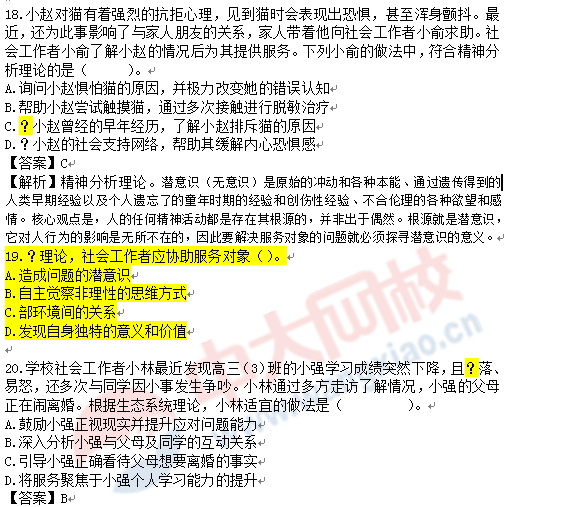 18.小赵对猫有着强烈的抗拒心理，见到猫时会表现出恐惧，甚至浑身颤抖。最
近，还为此事影响了与家人朋友的关系，家人带着他向社会工作者小俞求助。社
会工作者小俞了解小赵的情况后为其提供服务。下列小俞的做法中，符合精神分
析理论的是（　　）。
A.询问小赵惧怕猫的原因，并极力改变她的错误认知
B.帮助小赵尝试触摸猫，通过多次接触进行脱敏治疗
C.？小赵曾经的早年经历，了解小赵排斥猫的原因
D.？小赵的社会支持网络，帮助其缓解内心恐惧感
【答案】C
【解析】精神分析理论。潜意识（无意识）是原始的冲动和各种本能、通过遗传得到的
人类早期经验以及个人遗忘了的童年时期的经验和创伤性经验、不合伦理的各种欲望和感
情。核心观点是，人的任何精神活动都是存在其根源的，并非出于偶然。根源就是潜意识，
它对人行为的影响是无所不在的，因此要解决服务对象的问题就必须探寻潜意识的意义。
19.？理论，社会工作者应协助服务对象（）。
A.造成问题的潜意识
B.自主觉察非理性的思维方式
C.部环境间的关系
D.发现自身独特的意义和价值
20.学校社会工作者小林最近发现高三（3）班的小强学习成绩突然下降，且？落、
易怒，还多次与同学因小事发生争吵。小林通过多方走访了解情况，小强的父母
正在闹离婚。根据生态系统理论，小林适宜的做法是（　　）。
A.鼓励小强正视现实并提升应对问题能力
B.深入分析小强与父母及同学的互动关系
C.引导小强正确看待父母想要离婚的事实
D.将服务聚焦于小强个人学习能力的提升
【答案】B
中大网校